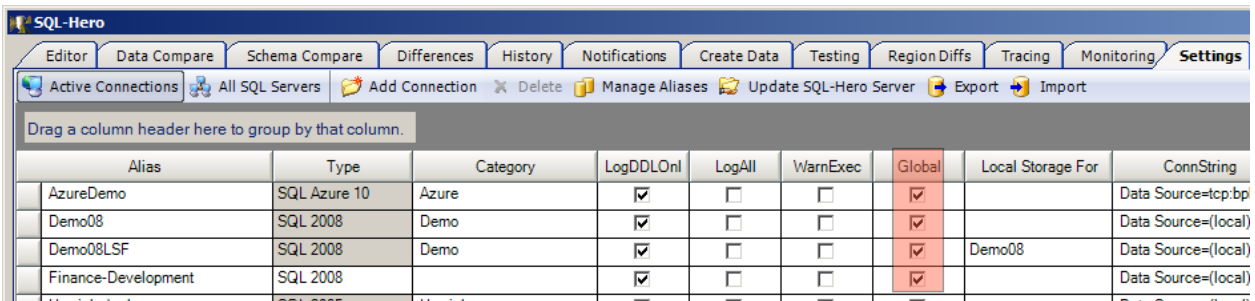 SQL-Hero
Editor Data Compare Schema Compare Differences History Notifications Create Data Testing Region Diffs Tracing Monitoring Settings
Active Connections All SQL Servers Add Connection Delete Manage Aliases Update SQL-Hero Server Export Import
Drag a column header here to group by that column.
Alias Type Category LogDDLOnl LogAll WarnExec Global Local Storage For ConnString
AzureDemo SQL Azure 10 Azure Data Source=tcp:bpl
Demo08 SQL 2008 Demo Data Source=(local)
Demo08LSF SQL 2008 Demo Demo08 Data Source=(local)
Finance-Development SQL 2008 Data Source=(local)